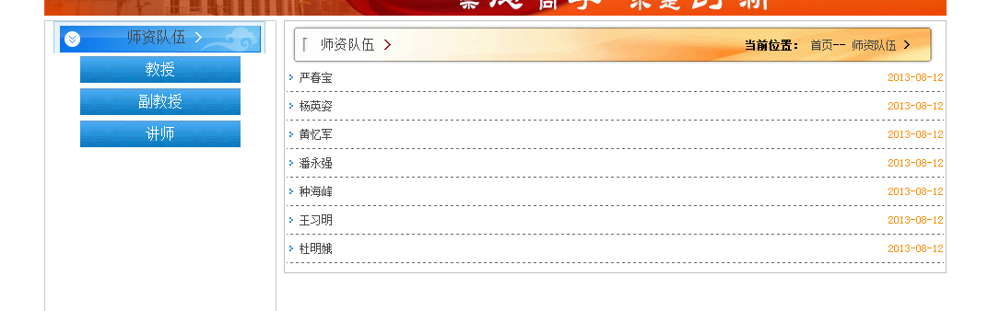 师资队伍
教授
副教授
讲师
师资队伍
当前位置： 首页-- 师资队伍
严春宝 2013-08-12
杨英姿 2013-08-12
黄忆军 2013-08-12
潘永强 2013-08-12
种海峰 2013-08-12
王习明 2013-08-12
杜明娥 2013-08-12